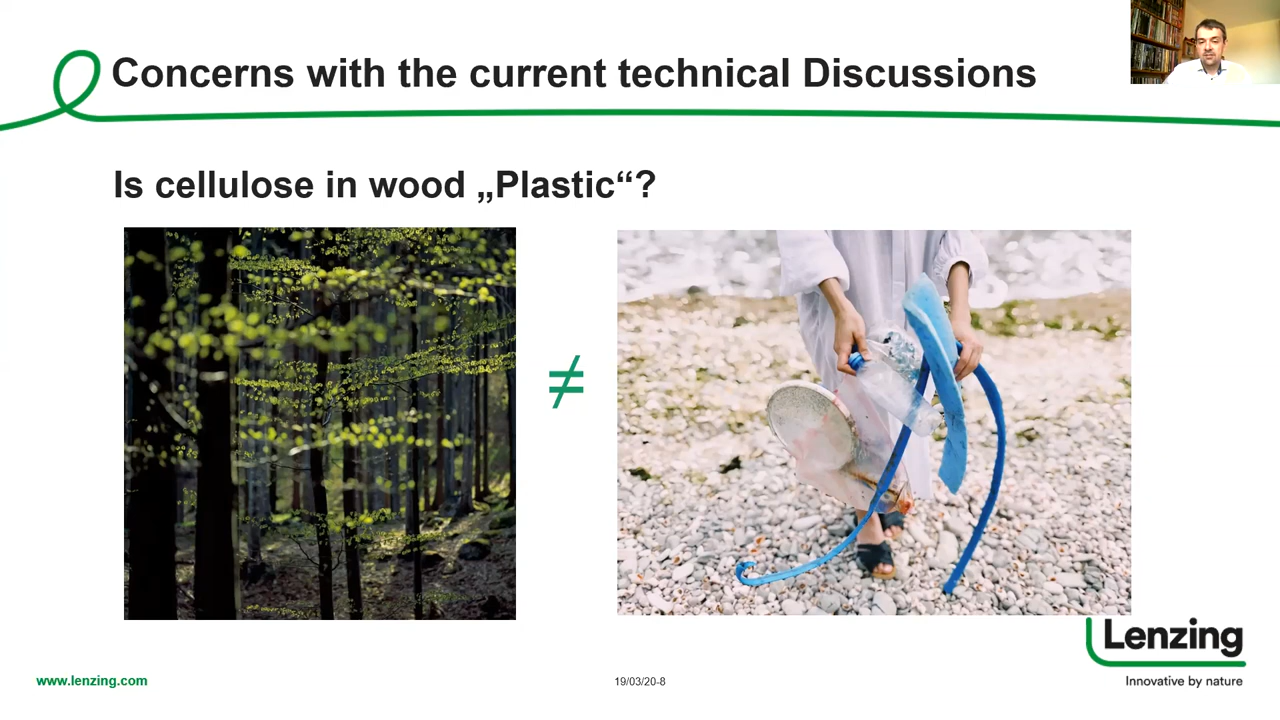 Concerns with the current technical Discussions
Is cellulose in wood „Plastic“?
≠
Lenzing
Innovative by nature
www.lenzing.com
19/03/20-8